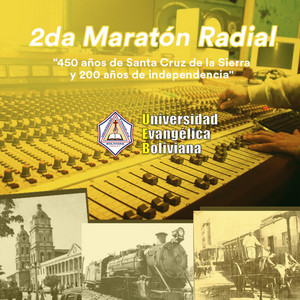 2da Maratón Radial
"450 años de Santa Cruz de la Sierra
y 200 años de independencia"
Universidad
Evangélica
Boliviana